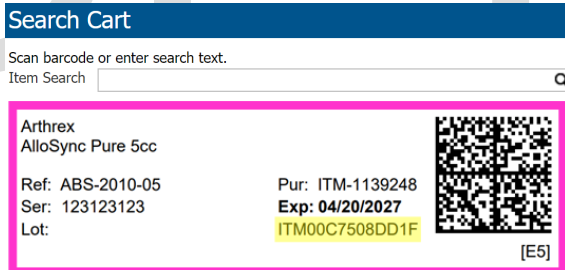 Search Cart
Scan barcode or enter search text.
Item Search
Arthrex
AlloSync Pure 5cc
Ref: ABS-2010-05 Pur: ITM-1139248
Ser: 123123123 Exp: 04/20/2027
Lot: ITM00C7508DD1F
[E5]